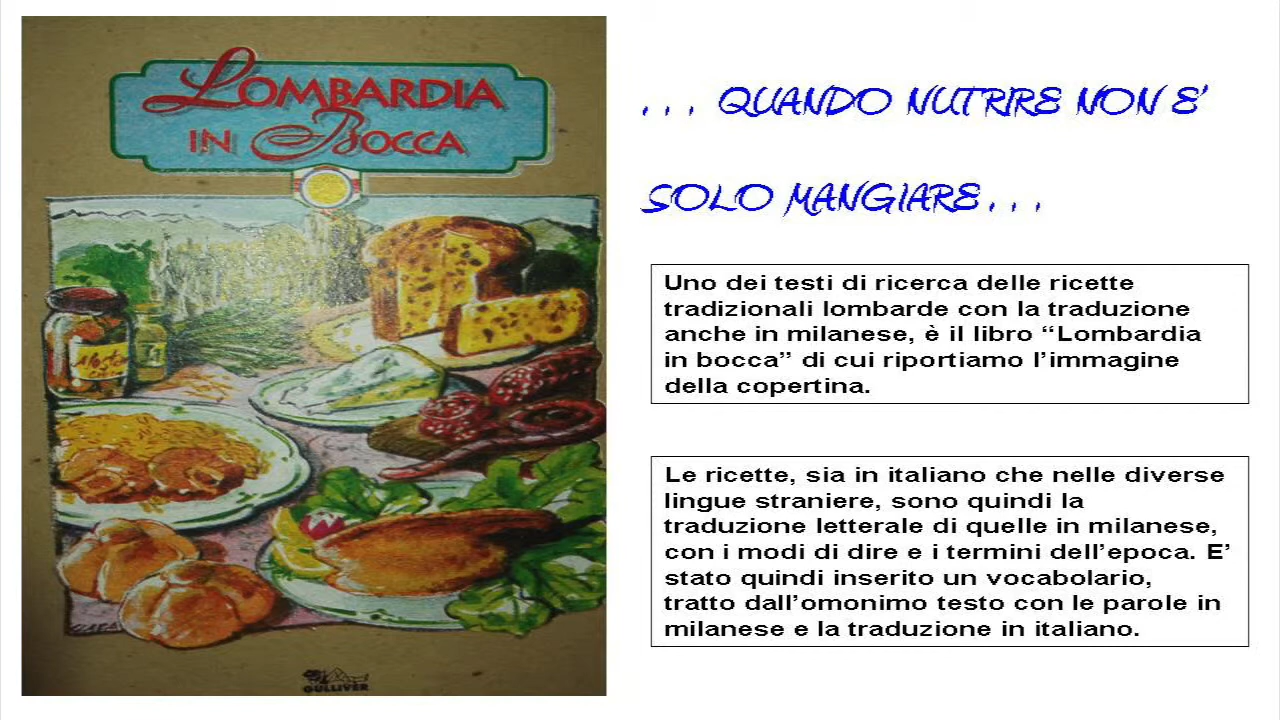 LOMBARDIA
IN BOCCA
GULLIVER
... QUANDO NUTRIRE NON E'
SOLO MANGIARE...
Uno dei testi di ricerca delle ricette
tradizionali lombarde con la traduzione
anche in milanese, è il libro “Lombardia
in bocca” di cui riportiamo l’immagine
della copertina.
Le ricette, sia in italiano che nelle diverse
lingue straniere, sono quindi la
traduzione letterale di quelle in milanese,
con i modi di dire e i termini dell’epoca. E’
stato quindi inserito un vocabolario,
tratto dall’omonimo testo con le parole in
milanese e la traduzione in italiano.